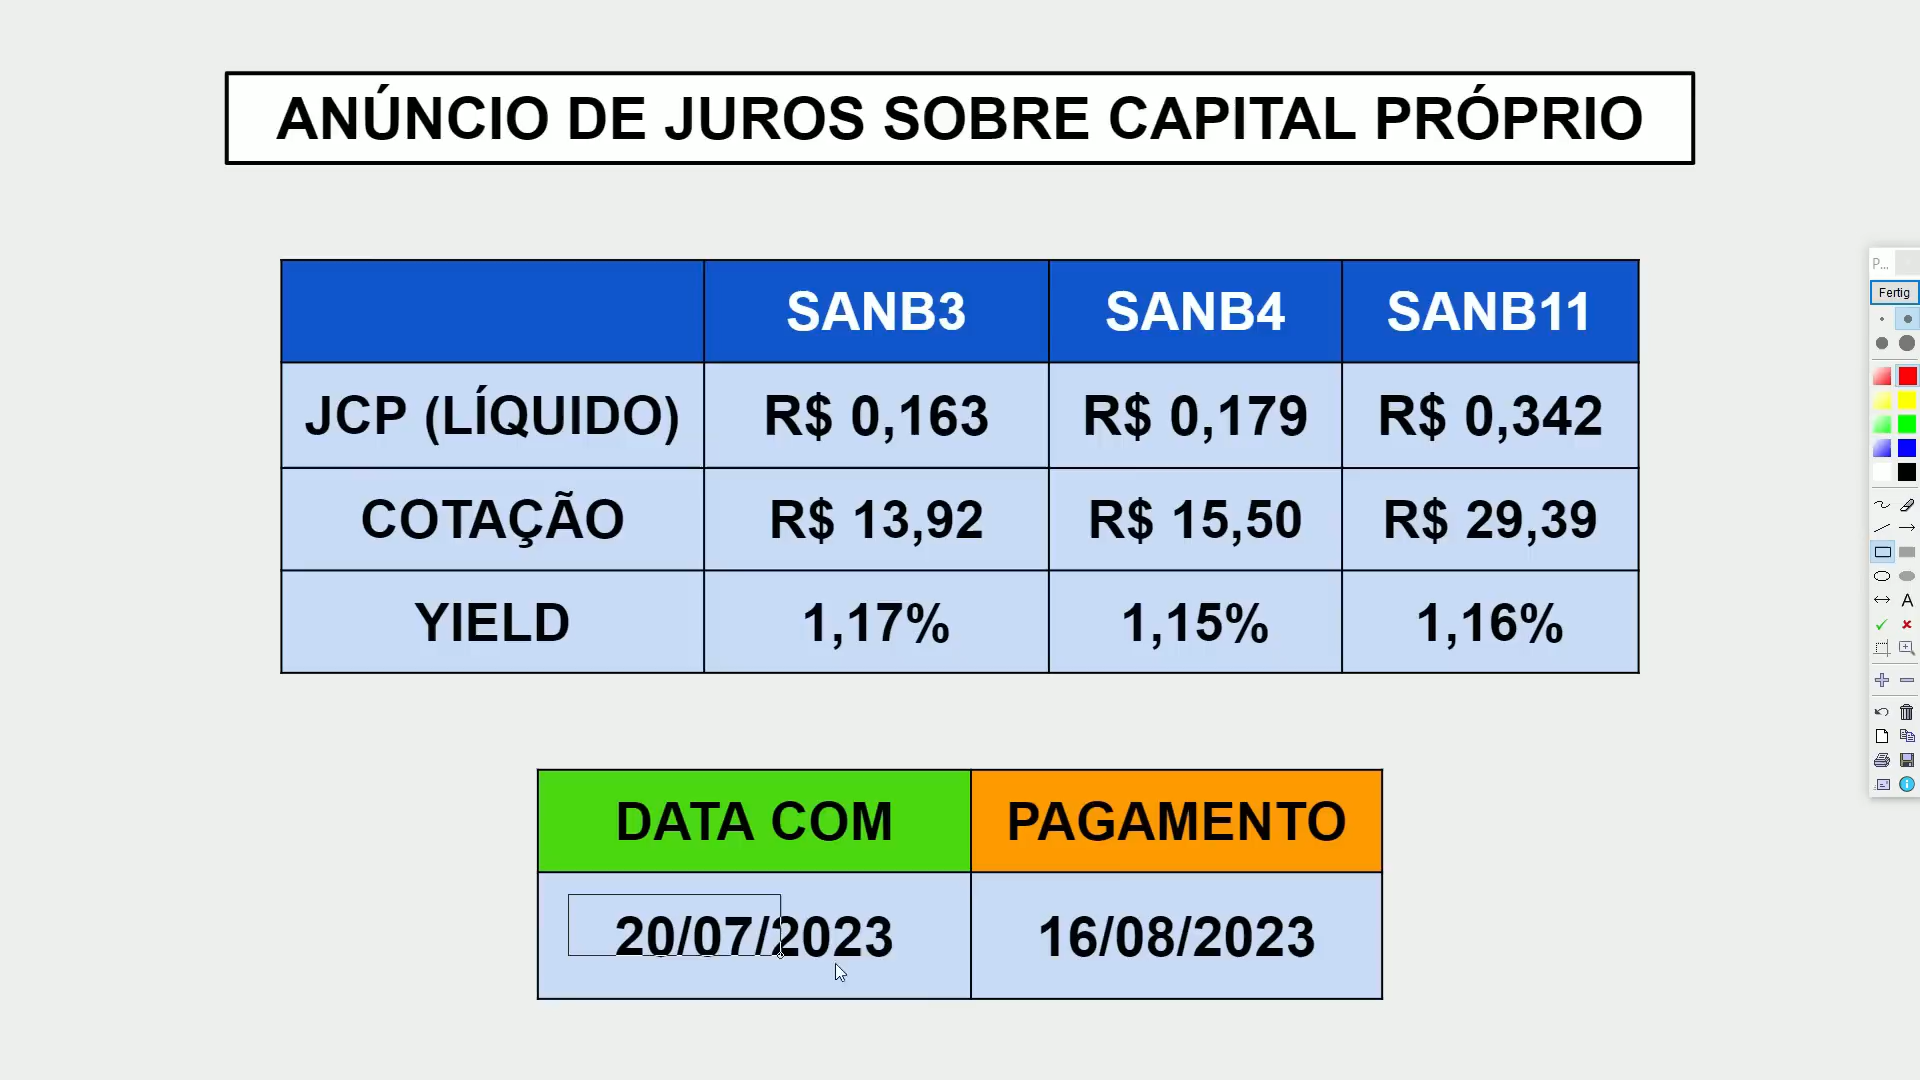 ANÚNCIO DE JUROS SOBRE CAPITAL PRÓPRIO
SANB3 SANB4 SANB11
JCP (LÍQUIDO) R$ 0,163 R$ 0,179 R$ 0,342
COTAÇÃO R$ 13,92 R$ 15,50 R$ 29,39
YIELD 1,17% 1,15% 1,16%
DATA COM PAGAMENTO
20/07/2023 16/08/2023
P...
Fertig
A